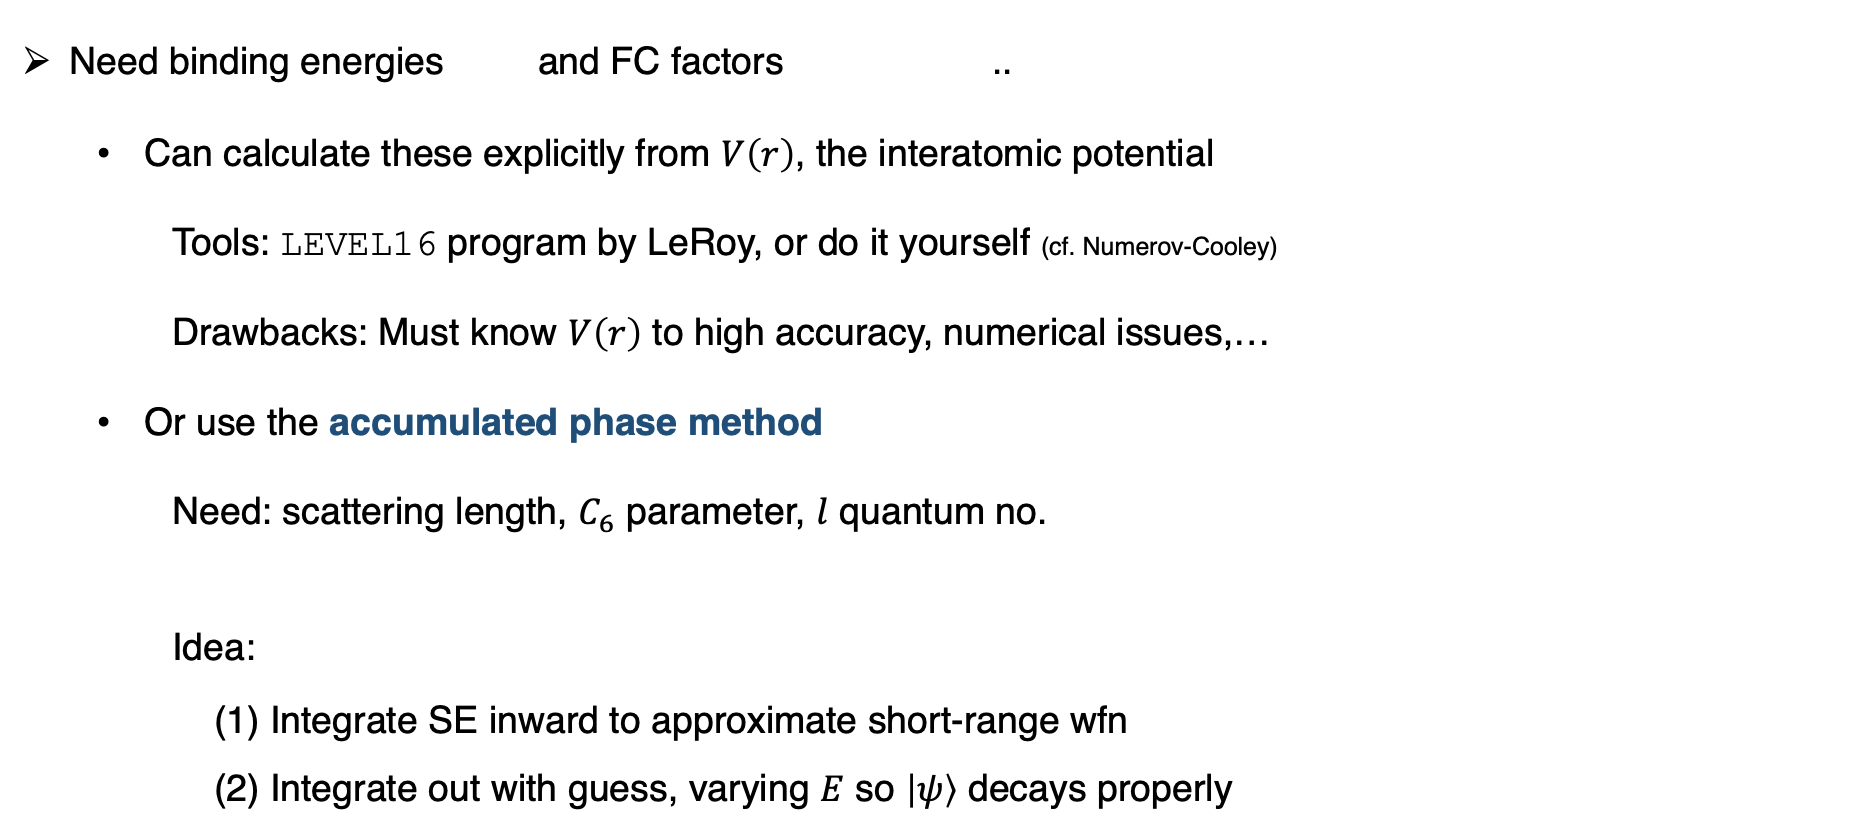 ➢ Need binding energies and FC factors ..
• Can calculate these explicitly from V(r), the interatomic potential
Tools: LEVEL16 program by LeRoy, or do it yourself (cf. Numerov-Cooley)
Drawbacks: Must know V(r) to high accuracy, numerical issues,…
• Or use the accumulated phase method
Need: scattering length, C₆ parameter, l quantum no.
Idea:
(1) Integrate SE inward to approximate short-range wfn
(2) Integrate out with guess, varying E so |ψ⟩ decays properly